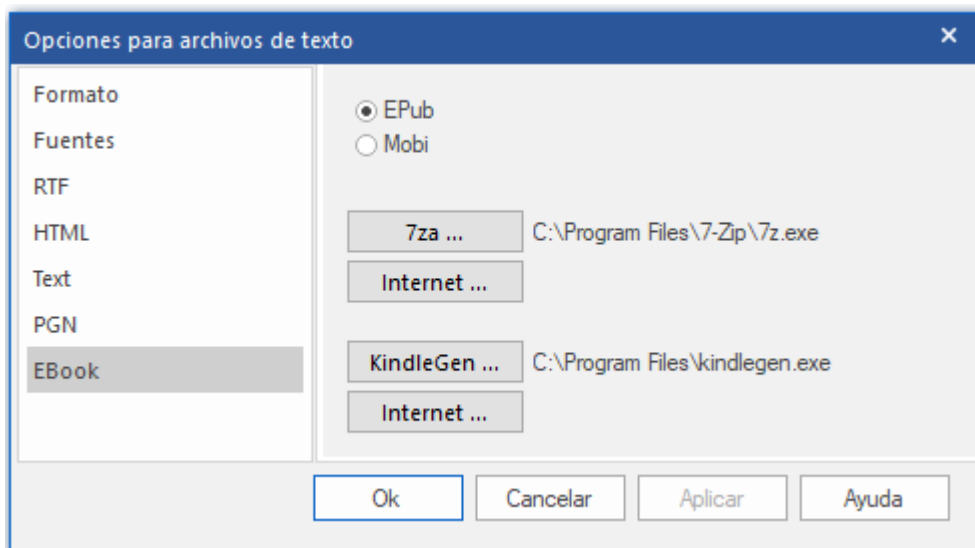 Opciones para archivos de texto
Formato
Fuentes
RTF
HTML
Text
PGN
EBook
EPub
Mobi
7za ... C:\Program Files\7-Zip\7z.exe
Internet ...
KindleGen ... C:\Program Files\kindlegen.exe
Internet ...
Ok Cancelar Aplicar Ayuda